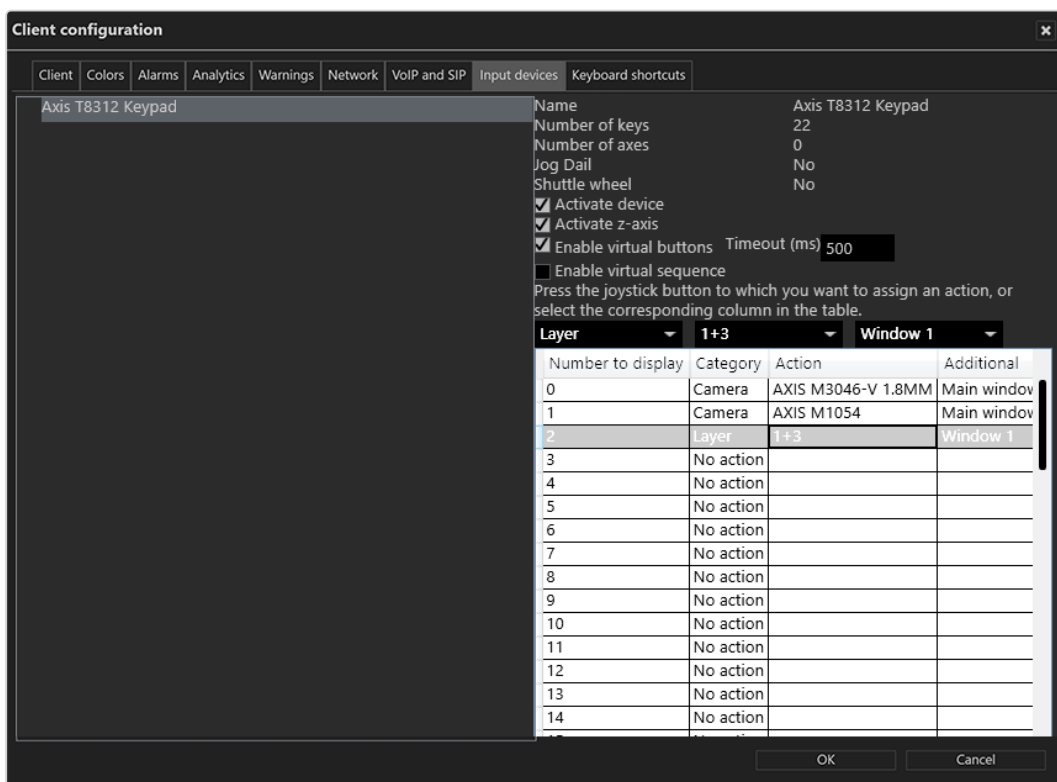 Client configuration
Client Colors Alarms Analytics Warnings Network VoIP and SIP Input devices Keyboard shortcuts
Axis T8312 Keypad
Name Axis T8312 Keypad
Number of keys 22
Number of axes 0
Jog Dail No
Shuttle wheel No
Activate device
Activate z-axis
Enable virtual buttons Timeout (ms) 500
Enable virtual sequence
Press the joystick button to which you want to assign an action, or
select the corresponding column in the table.
Layer 1+3 Window 1
Number to display Category Action Additional
0 Camera AXIS M3046-V 1.8MM Main window
1 Camera AXIS M1054 Main window
2 Layer 1+3 Window 1
3 No action
4 No action
5 No action
6 No action
7 No action
8 No action
9 No action
10 No action
11 No action
12 No action
13 No action
14 No action
OK Cancel